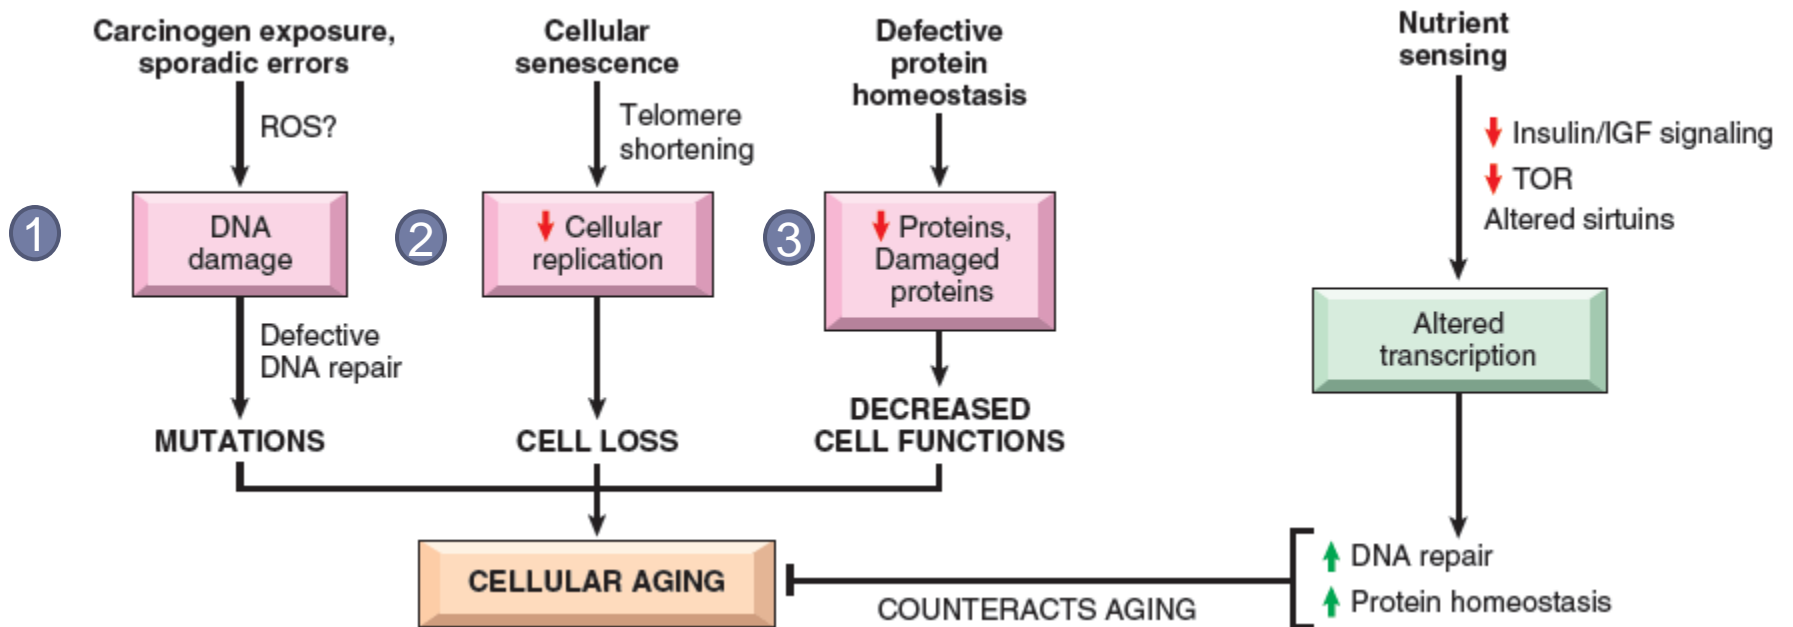 Carcinogen exposure,
sporadic errors
ROS?
1
DNA
damage
Defective
DNA repair
MUTATIONS
Cellular
senescence
Telomere
shortening
2
Cellular
replication
CELL LOSS
Defective
protein
homeostasis
3
Proteins,
Damaged
proteins
DECREASED
CELL FUNCTIONS
CELLULAR AGING
Nutrient
sensing
Insulin/IGF signaling
TOR
Altered sirtuins
Altered
transcription
DNA repair
Protein homeostasis
COUNTERACTS AGING